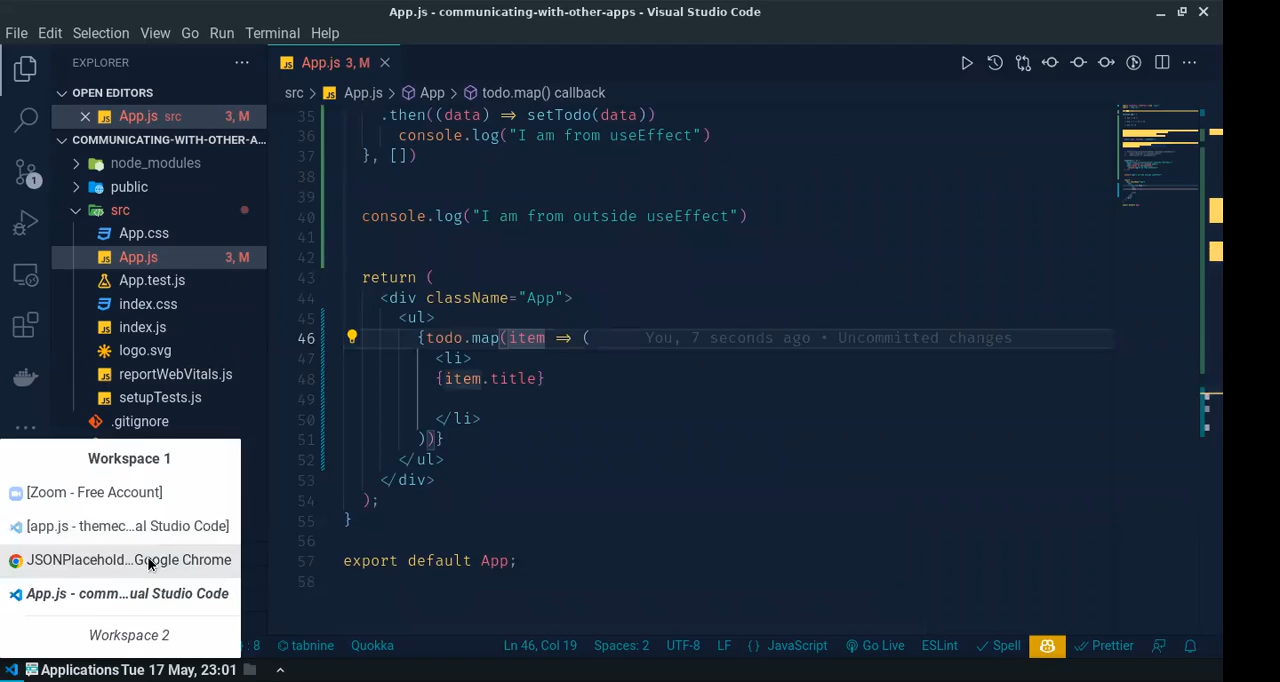 App.js - communicating-with-other-apps - Visual Studio Code
File Edit Selection View Go Run Terminal Help
EXPLORER
App.js 3, M
OPEN EDITORS
src > App.js > App > todo.map() callback
App.js src 3, M
COMMUNICATING-WITH-OTHER-A...
node_modules
public
src
App.css
App.js 3, M
App.test.js
index.css
index.js
logo.svg
reportWebVitals.js
setupTests.js
.gitignore
35 .then((data) => setTodo(data))
36 console.log("I am from useEffect")
37 }, [])
38
39
40 console.log("I am from outside useEffect")
41
42
43 return (
44 <div className="App">
45 <ul>
46 {todo.map(item => ( You, 7 seconds ago • Uncommitted changes
47 <li>
48 {item.title}
49
50 </li>
51 ))}
52 </ul>
53 </div>
54 );
55 }
56
57 export default App;
58
Workspace 1
[Zoom - Free Account]
[app.js - themec...al Studio Code]
JSONPlacehold...Google Chrome
App.js - comm...ual Studio Code
Workspace 2
: 8 tabnine Quokka Ln 46, Col 19 Spaces: 2 UTF-8 LF { } JavaScript Go Live ESLint Spell Prettier
1
Applications Tue 17 May, 23:01